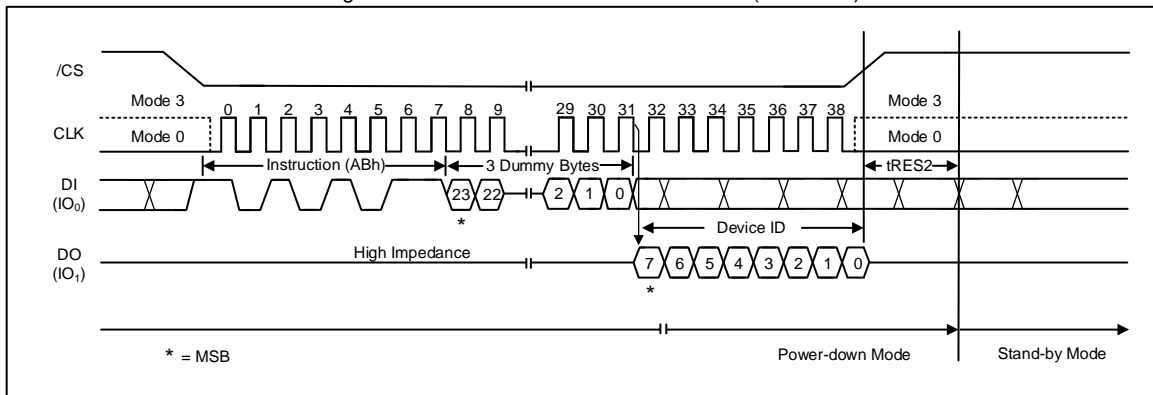 /CS
Mode 3
0 1 2 3 4 5 6 7 8 9 29 30 31 32 33 34 35 36 37 38
Mode 3
CLK
Mode 0
Mode 0
Instruction (ABh)
3 Dummy Bytes
tRES2
DI
(IO₀)
23 22 2 1 0
*
Device ID
DO
(IO₁)
High Impedance
7 6 5 4 3 2 1 0
*
* = MSB
Power-down Mode
Stand-by Mode